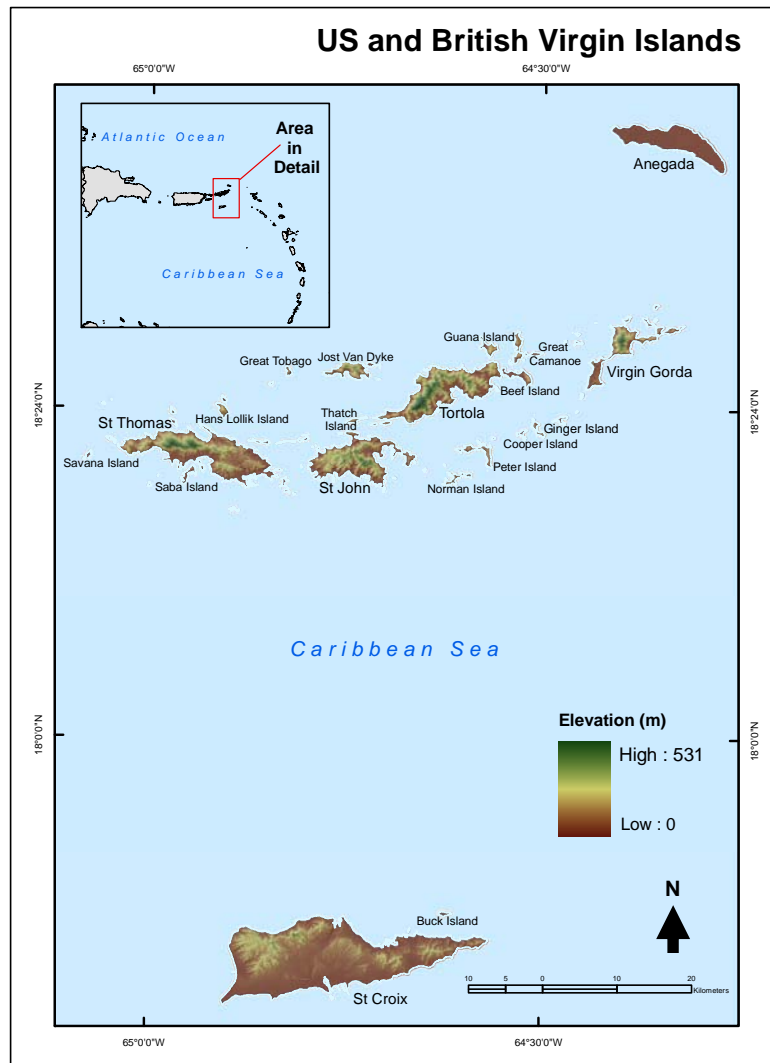 US and British Virgin Islands
65°0'0"W
64°30'0"W
Atlantic Ocean
Area
in
Detail
Caribbean Sea
Anegada
Guana Island
Great
Camanoe
Great Tobago
Jost Van Dyke
Virgin Gorda
Beef Island
18°24'0"N
18°24'0"N
Hans Lollik Island
Thatch
Island
Tortola
St Thomas
Ginger Island
Cooper Island
Savana Island
Peter Island
Saba Island
St John
Norman Island
Caribbean Sea
Elevation (m)
High : 531
Low : 0
18°0'0"N
18°0'0"N
N
Buck Island
St Croix
10 5 0 10 20
Kilometers
65°0'0"W
64°30'0"W